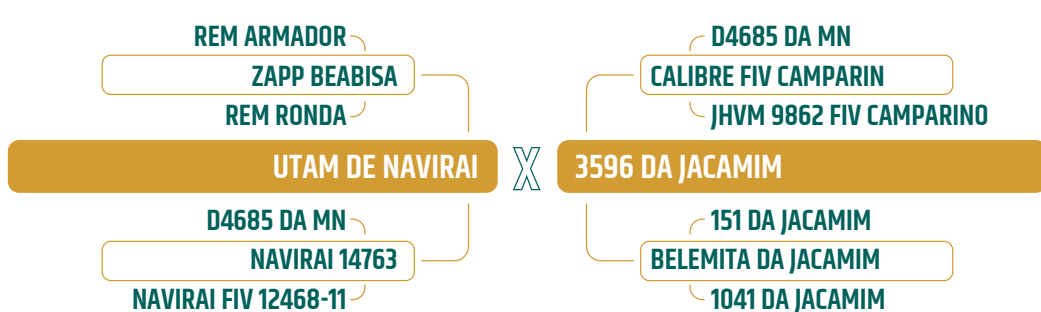 REM ARMADOR
ZAPP BEABISA
REM RONDA
UTAM DE NAVIRAI
D4685 DA MN
NAVIRAI 14763
NAVIRAI FIV 12468-11
X
D4685 DA MN
CALIBRE FIV CAMPARIN
JHVM 9862 FIV CAMPARINO
3596 DA JACAMIM
151 DA JACAMIM
BELEMITA DA JACAMIM
1041 DA JACAMIM